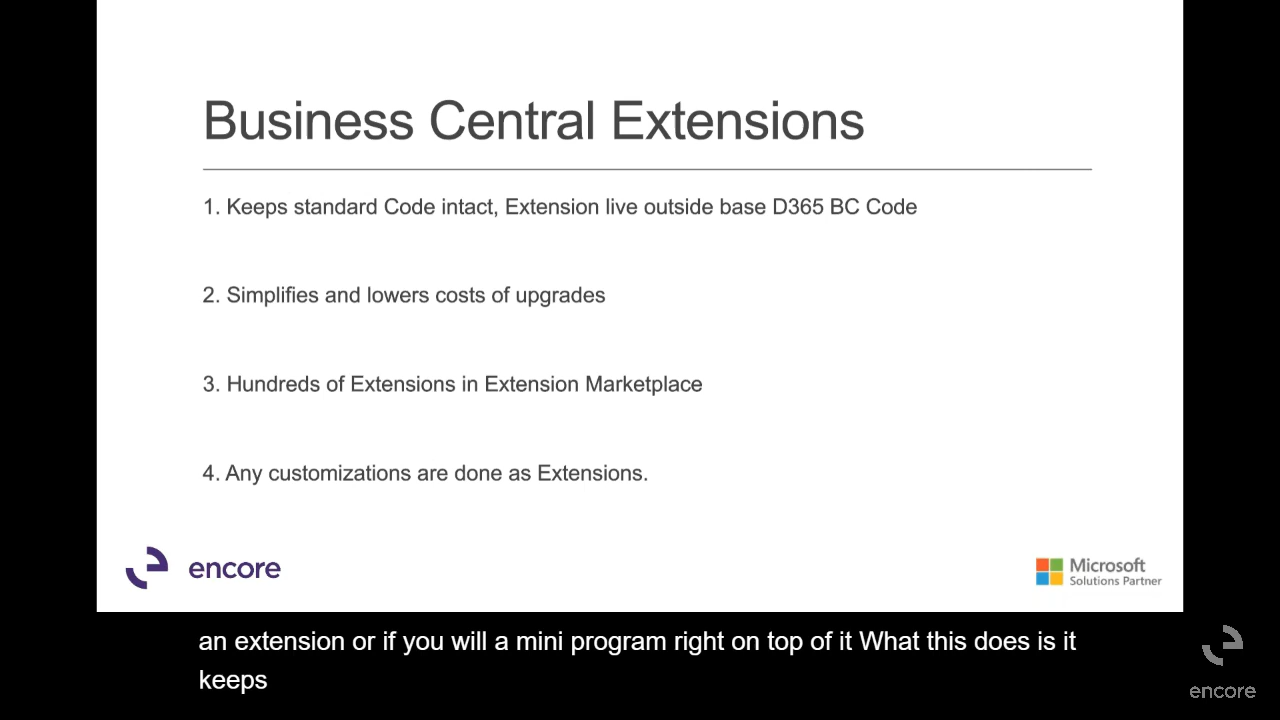 Business Central Extensions
1. Keeps standard Code intact, Extension live outside base D365 BC Code
2. Simplifies and lowers costs of upgrades
3. Hundreds of Extensions in Extension Marketplace
4. Any customizations are done as Extensions.
encore
Microsoft
Solutions Partner
an extension or if you will a mini program right on top of it What this does is it
keeps
encore